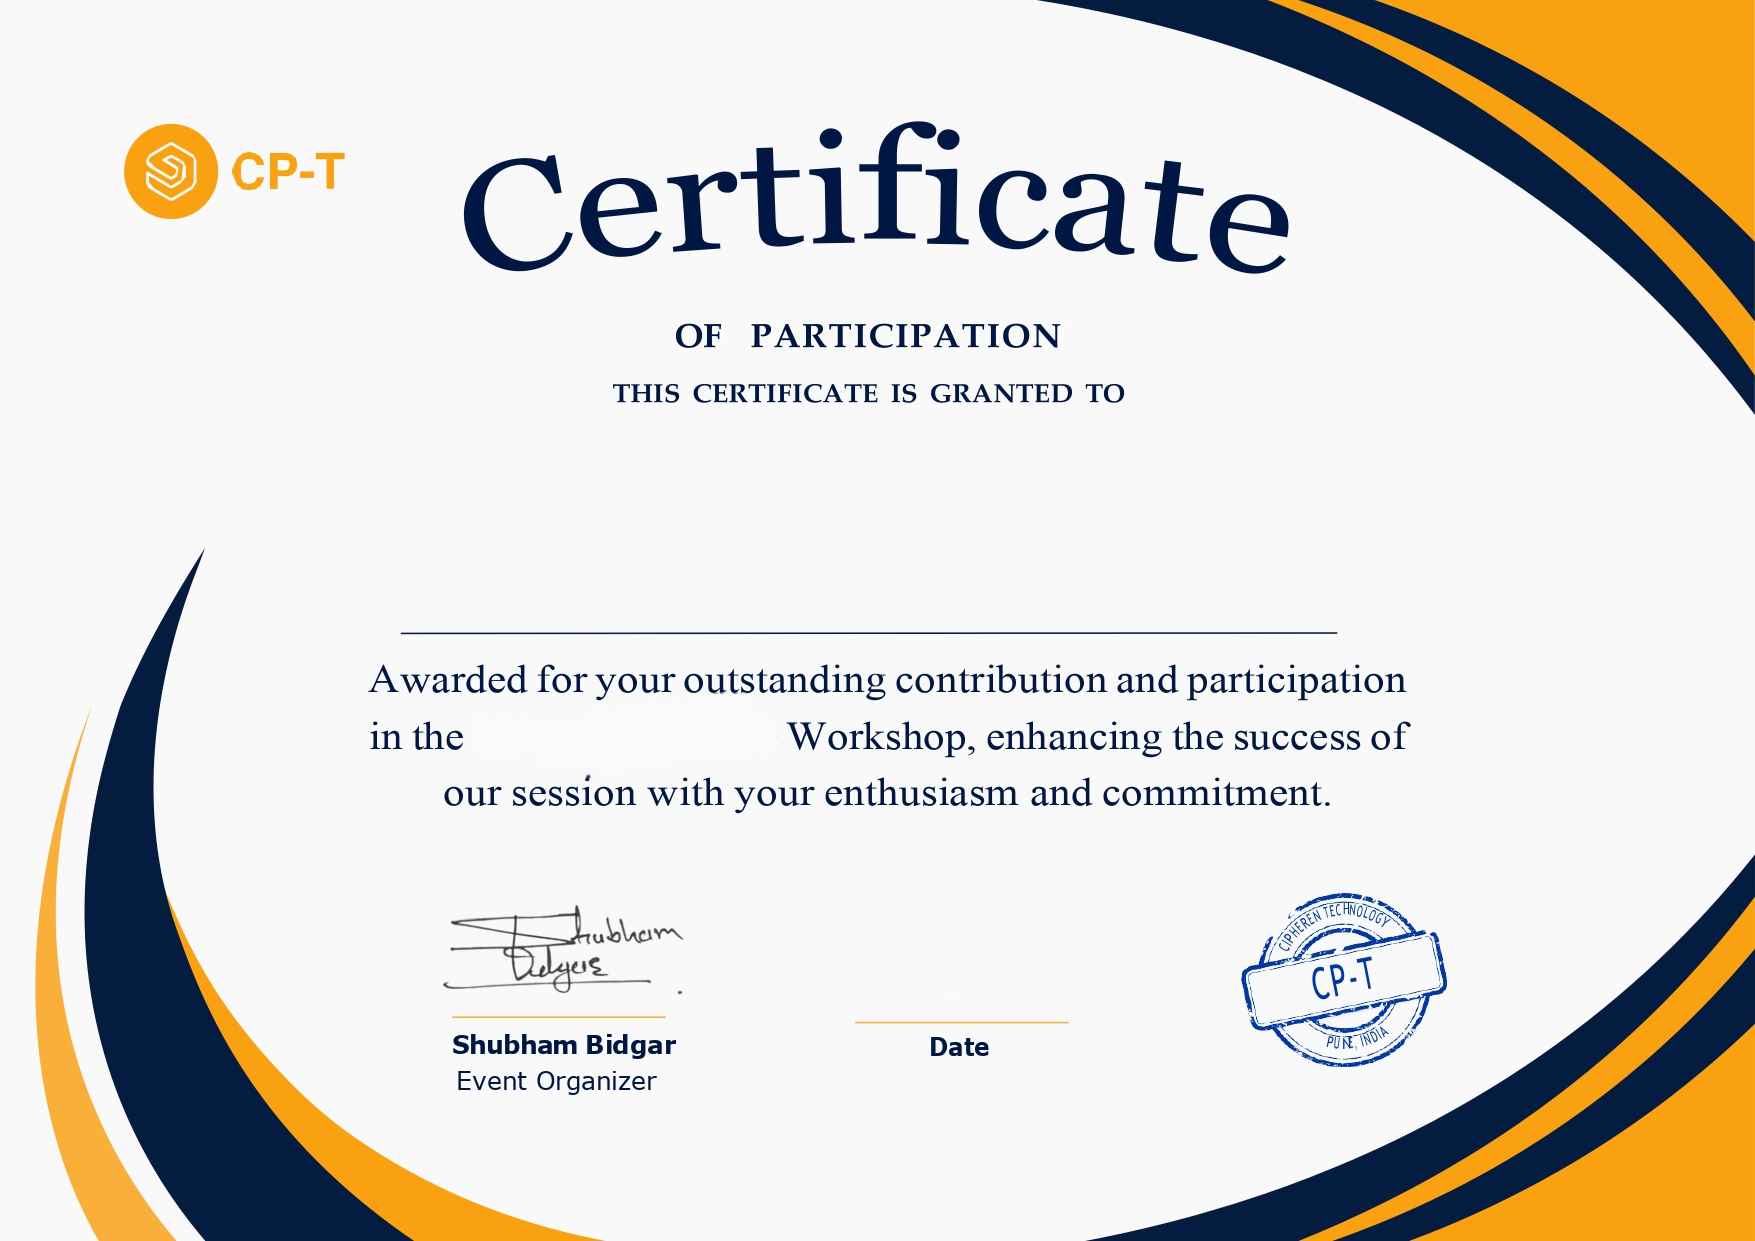 CP-T
Certificate
OF PARTICIPATION
THIS CERTIFICATE IS GRANTED TO
Awarded for your outstanding contribution and participation
in the Workshop, enhancing the success of
our session with your enthusiasm and commitment.
Shubham
Bidgar
Shubham Bidgar
Event Organizer
Date
CIPHEREN TECHNOLOGY
CP-T
PUNE, INDIA